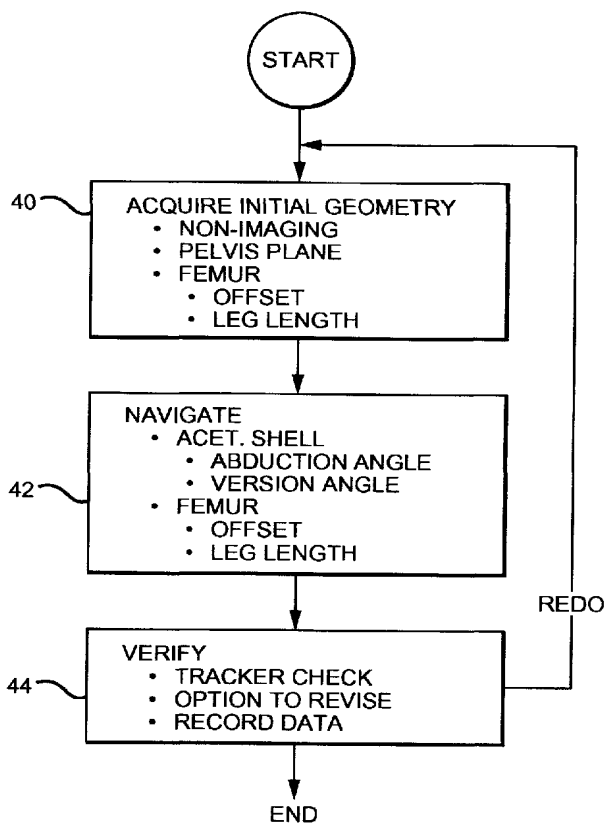 START
40
ACQUIRE INITIAL GEOMETRY
• NON-IMAGING
• PELVIS PLANE
• FEMUR
• OFFSET
• LEG LENGTH
42
NAVIGATE
• ACET. SHELL
• ABDUCTION ANGLE
• VERSION ANGLE
• FEMUR
• OFFSET
• LEG LENGTH
REDO
44
VERIFY
• TRACKER CHECK
• OPTION TO REVISE
• RECORD DATA
END